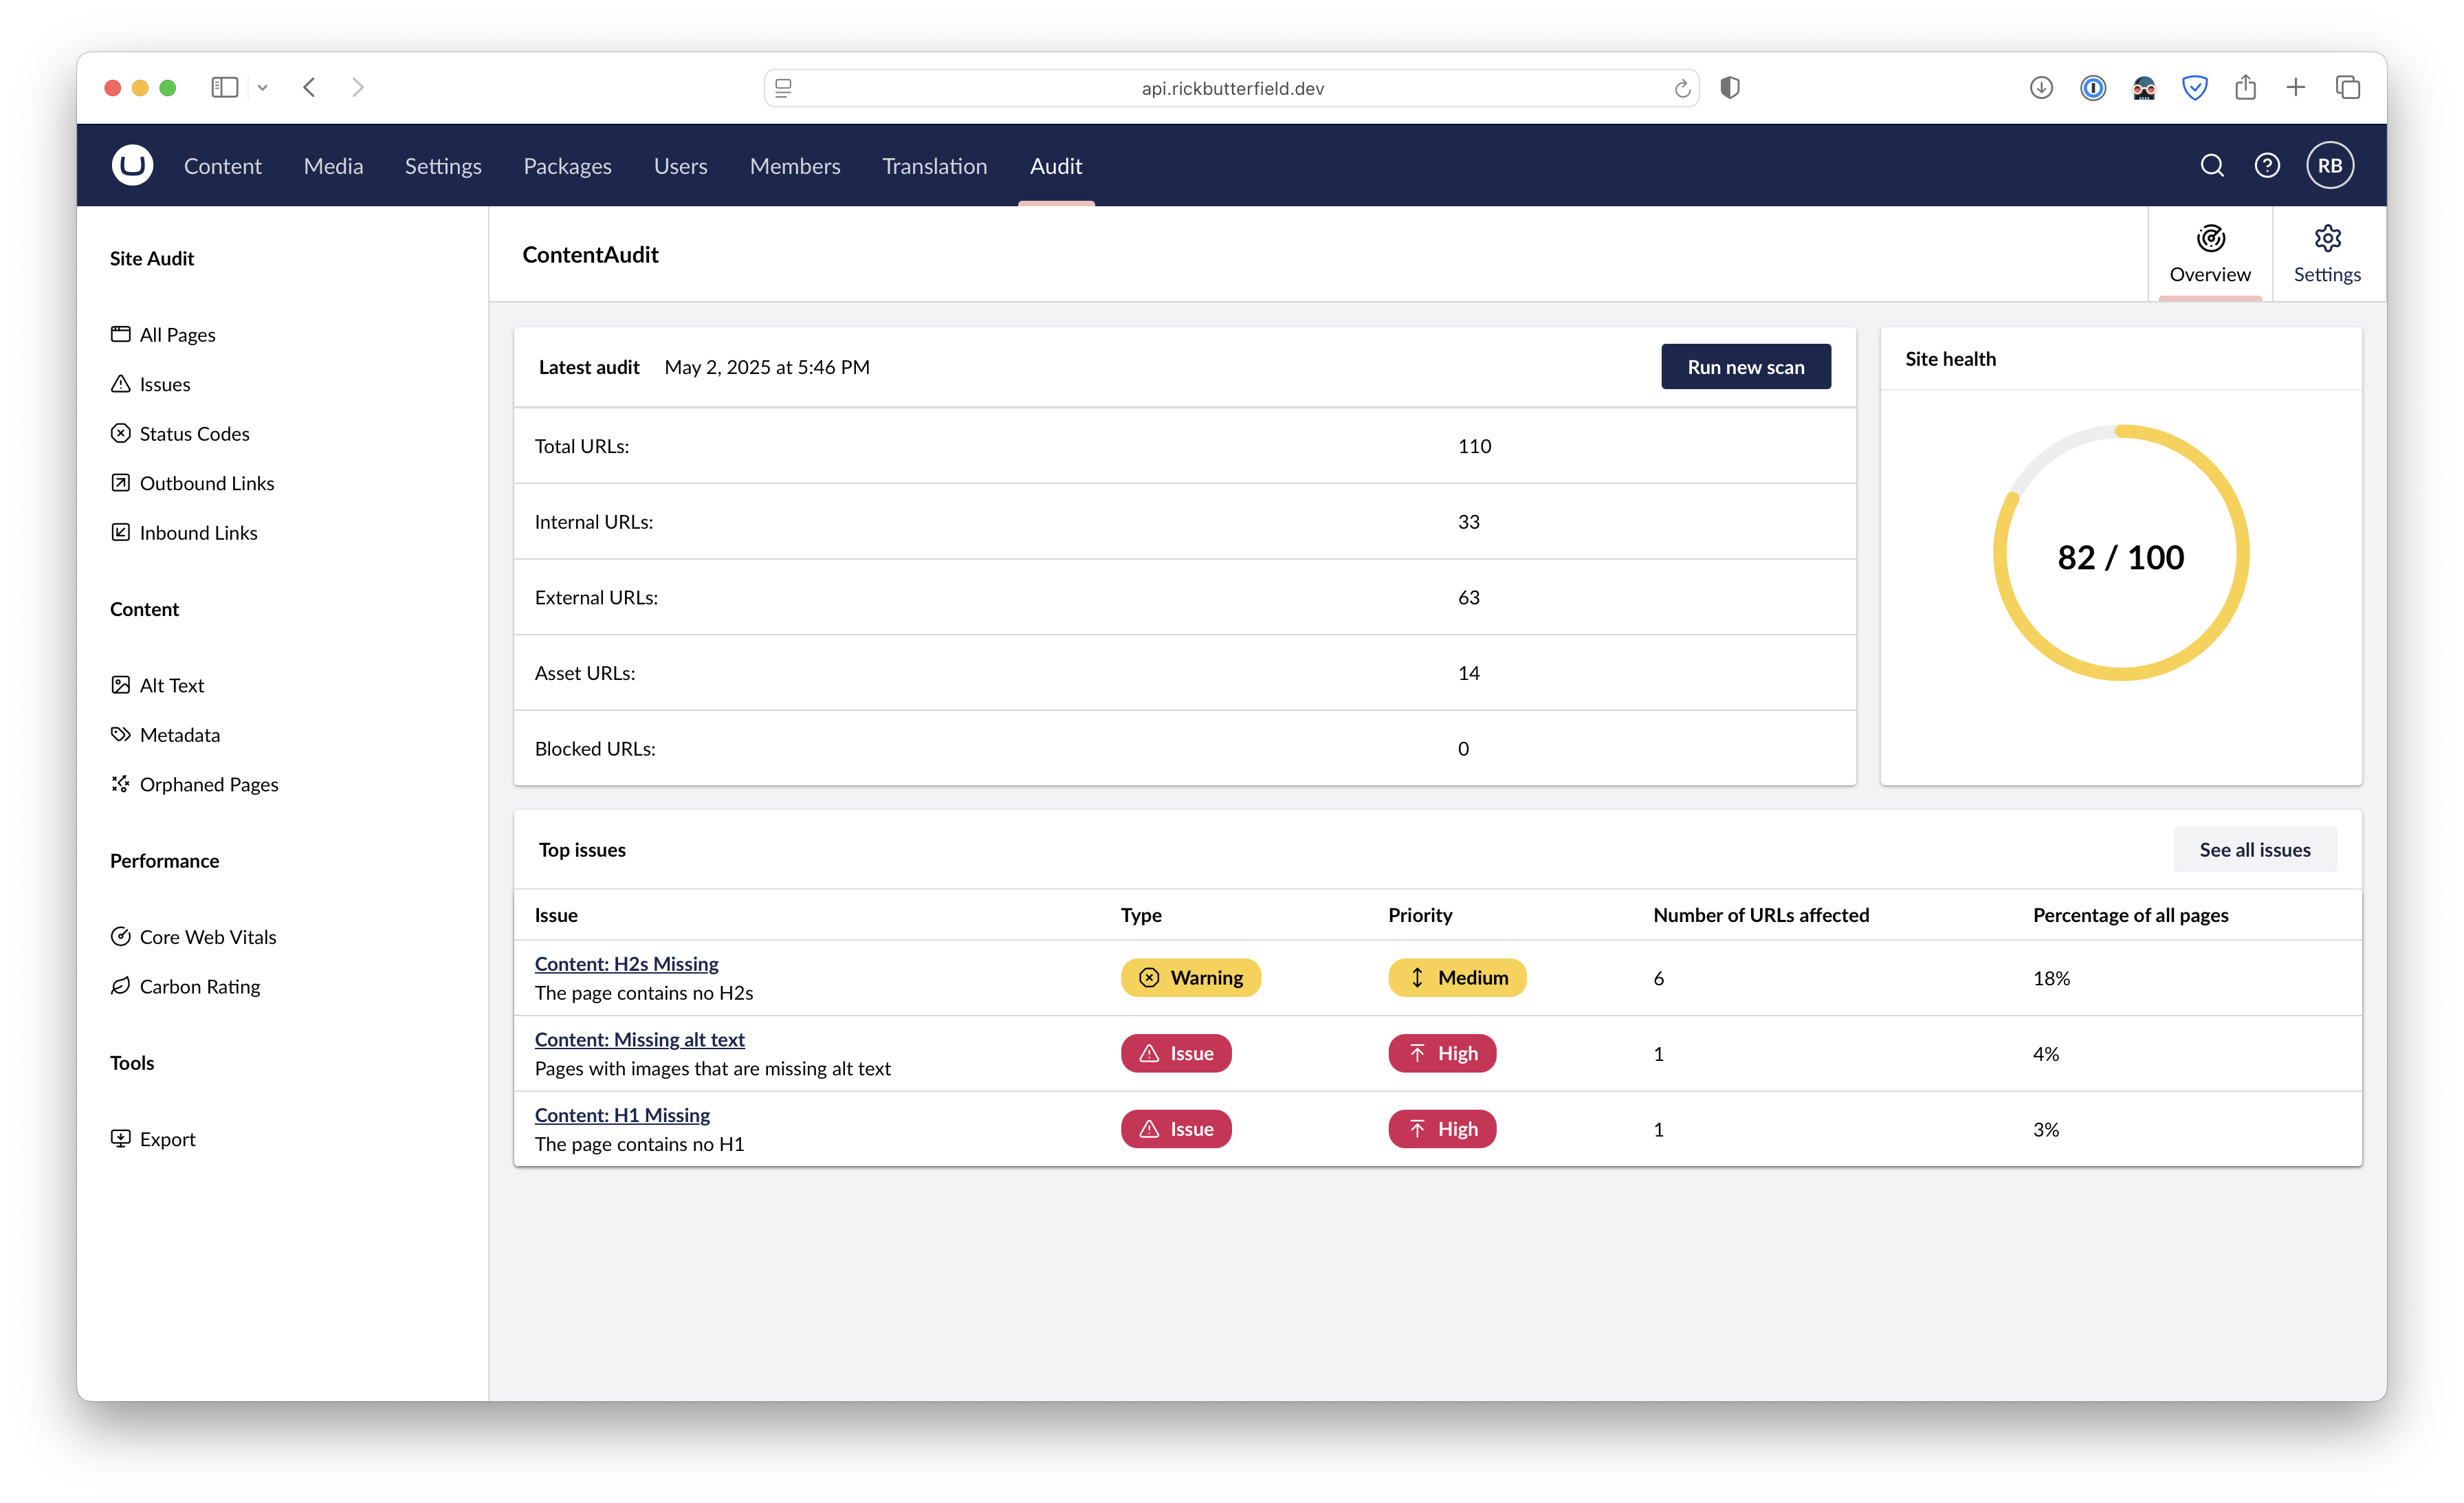 api.rickbutterfield.dev
Content Media Settings Packages Users Members Translation Audit RB
Site Audit
All Pages
Issues
Status Codes
Outbound Links
Inbound Links
Content
Alt Text
Metadata
Orphaned Pages
Performance
Core Web Vitals
Carbon Rating
Tools
Export
ContentAudit
Overview
Settings
Latest audit May 2, 2025 at 5:46 PM Run new scan
Total URLs: 110
Internal URLs: 33
External URLs: 63
Asset URLs: 14
Blocked URLs: 0
Site health
82 / 100
Top issues See all issues
Issue Type Priority Number of URLs affected Percentage of all pages
Content: H2s Missing
The page contains no H2s
Warning Medium 6 18%
Content: Missing alt text
Pages with images that are missing alt text
Issue High 1 4%
Content: H1 Missing
The page contains no H1
Issue High 1 3%